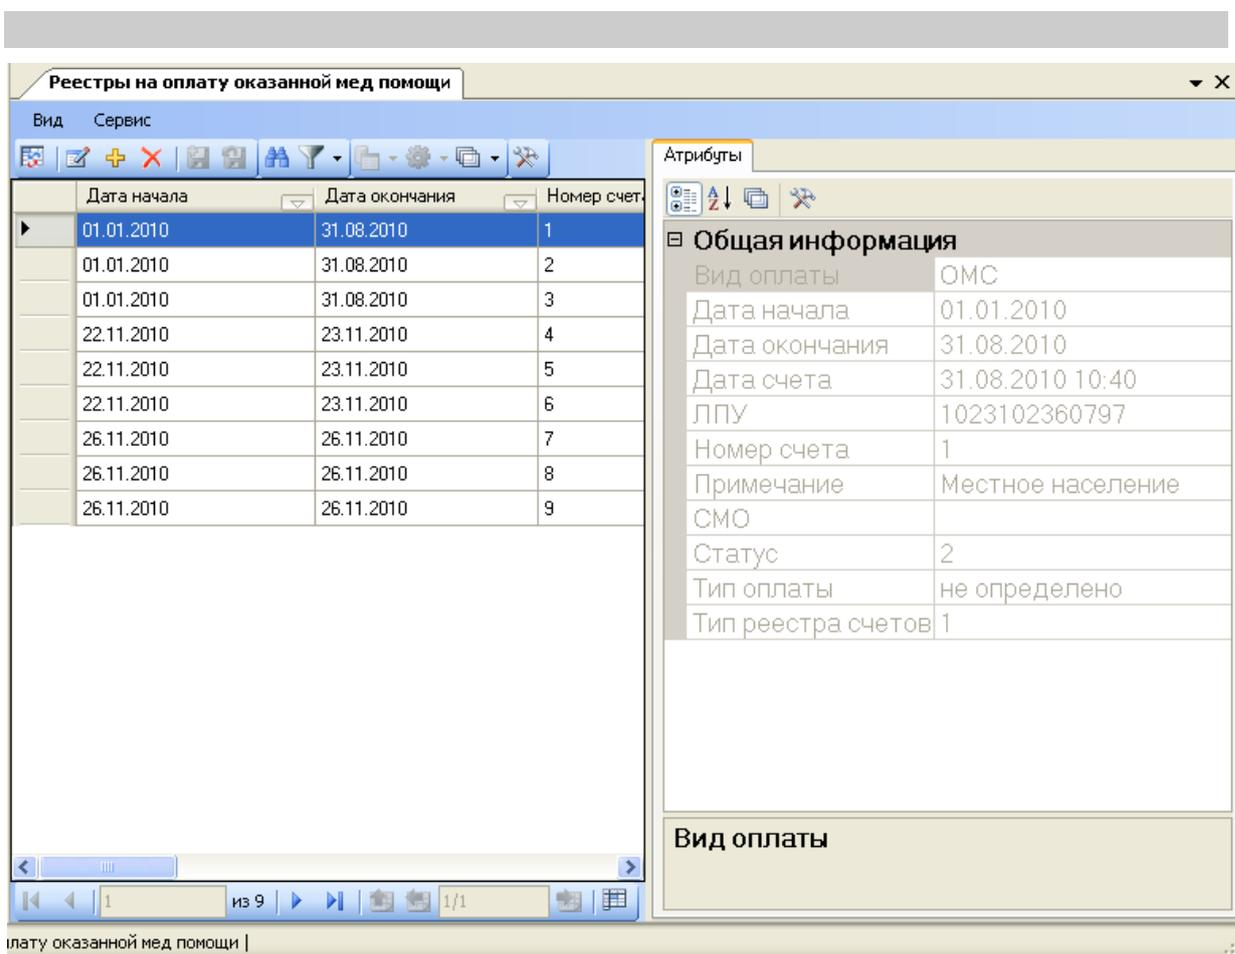 Реестры на оплату оказанной мед помощи
Вид Сервис
Дата начала Дата окончания Номер счет
01.01.2010 31.08.2010 1
01.01.2010 31.08.2010 2
01.01.2010 31.08.2010 3
22.11.2010 23.11.2010 4
22.11.2010 23.11.2010 5
22.11.2010 23.11.2010 6
26.11.2010 26.11.2010 7
26.11.2010 26.11.2010 8
26.11.2010 26.11.2010 9
1 из 9 1/1
Атрибуты
Общая информация
Вид оплаты ОМС
Дата начала 01.01.2010
Дата окончания 31.08.2010
Дата счета 31.08.2010 10:40
ЛПУ 1023102360797
Номер счета 1
Примечание Местное население
СМО
Статус 2
Тип оплаты не определено
Тип реестра счетов 1
Вид оплаты
лату оказанной мед помощи |